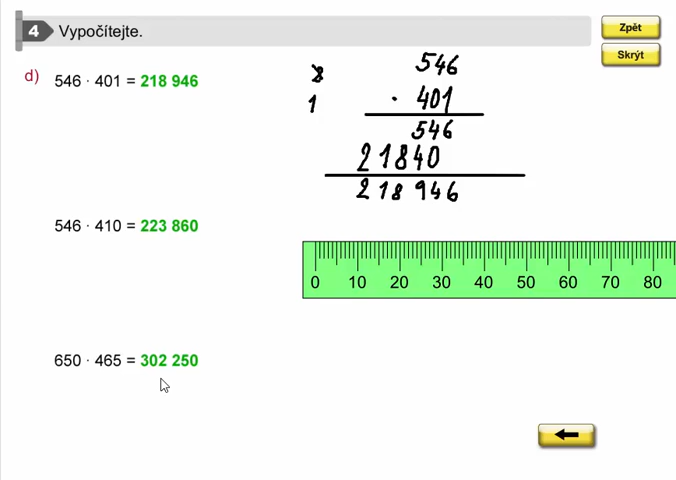 4 Vypočítejte.
Zpět
Skrýt
d) 546 · 401 = 218 946
546
1
· 401
546
21840
218946
546 · 410 = 223 860
0 10 20 30 40 50 60 70 80
650 · 465 = 302 250